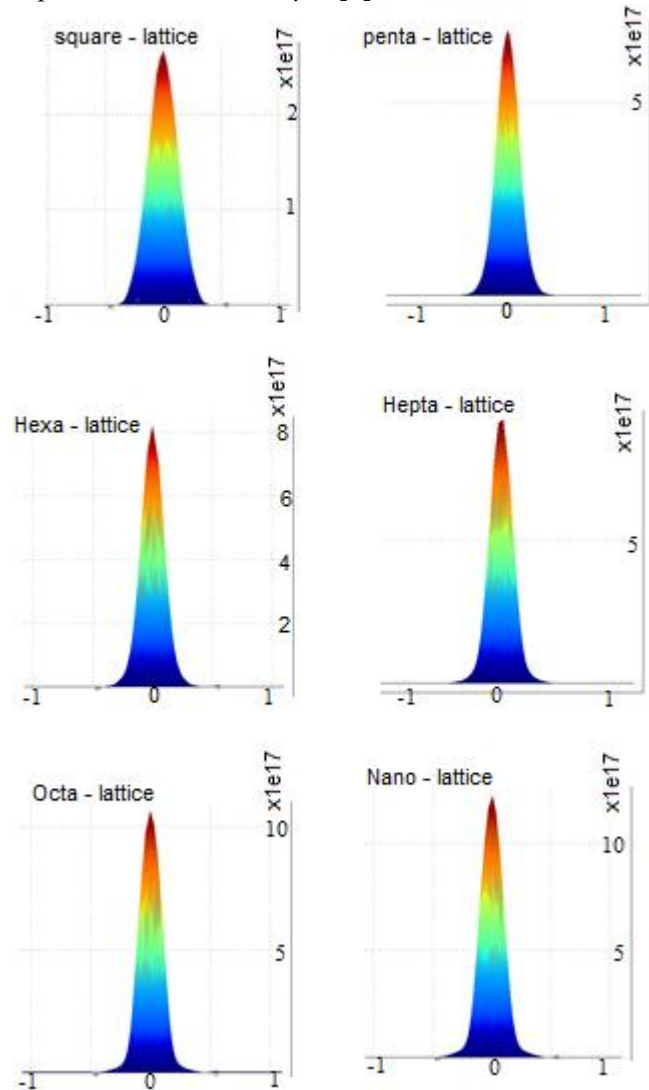 square - lattice
x1e17
2
1
-1 0 1
penta - lattice
x1e17
5
-1 0 1
Hexa - lattice
x1e17
8
6
4
2
-1 0 1
Hepta - lattice
x1e17
5
-1 0 1
Octa - lattice
x1e17
10
5
-1 0 1
Nano - lattice
x1e17
10
5
-1 0 1